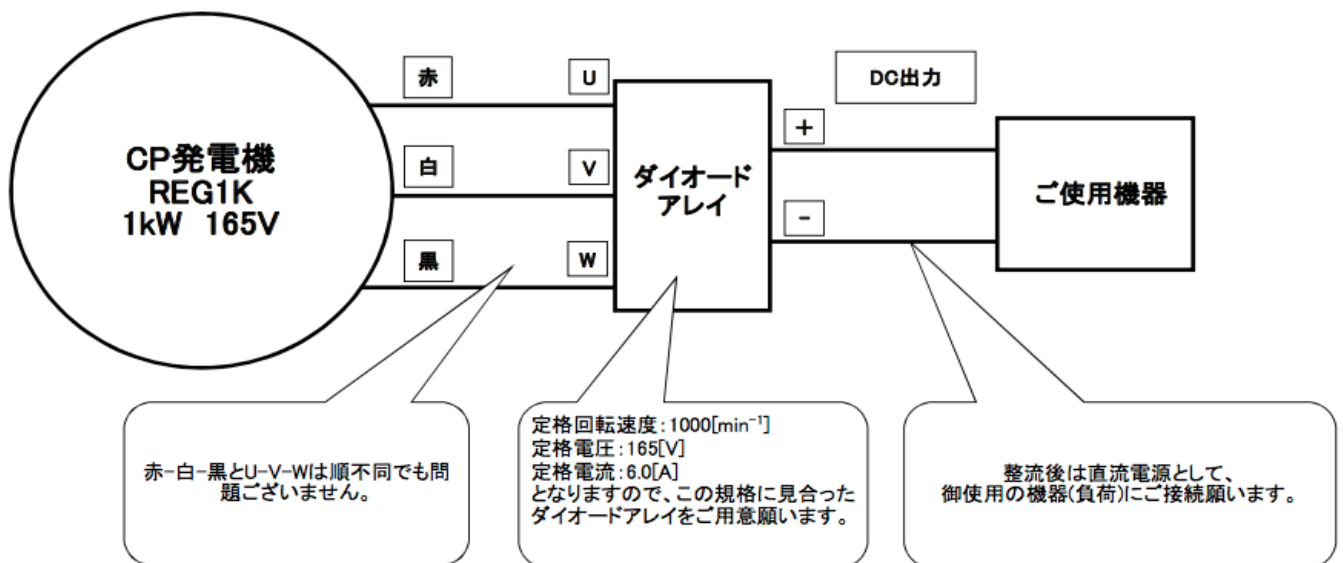 CP発電機
REG1K
1kW 165V
赤
白
黒
U
V
W
ダイオード
アレイ
DC出力
+
-
ご使用機器
赤-白-黒とU-V-Wは順不同でも問
題ございません。
定格回転速度:1000[min⁻¹]
定格電圧:165[V]
定格電流:6.0[A]
となりますので、この規格に見合った
ダイオードアレイをご用意願います。
整流後は直流電源として、
御使用の機器(負荷)にご接続願います。